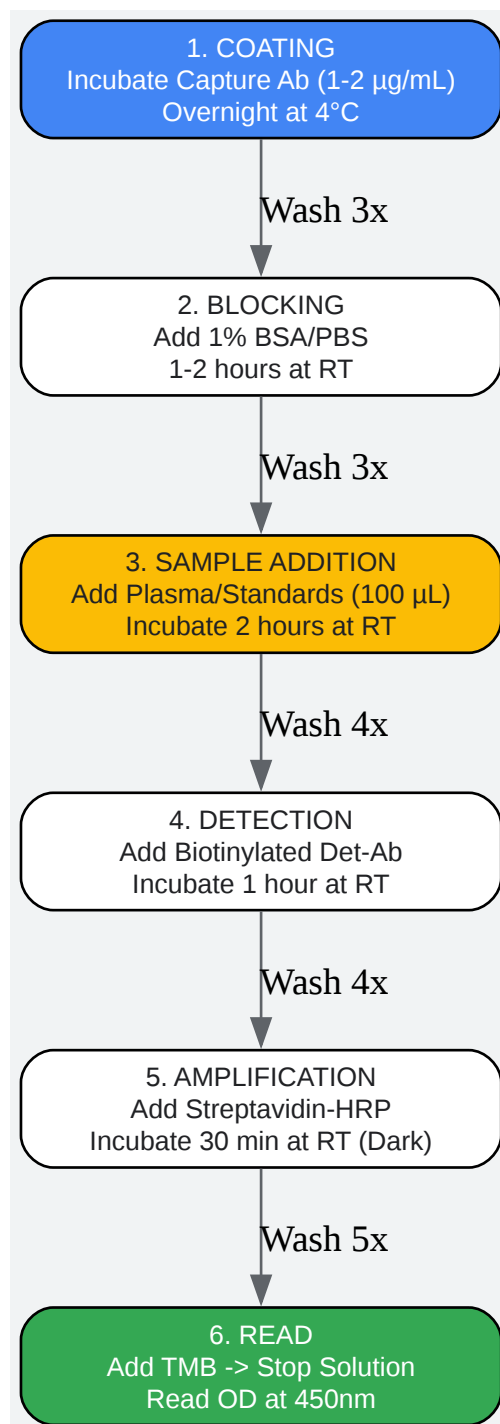 1. COATING
Incubate Capture Ab (1-2 µg/mL)
Overnight at 4°C
Wash 3x
2. BLOCKING
Add 1% BSA/PBS
1-2 hours at RT
Wash 3x
3. SAMPLE ADDITION
Add Plasma/Standards (100 µL)
Incubate 2 hours at RT
Wash 4x
4. DETECTION
Add Biotinylated Det-Ab
Incubate 1 hour at RT
Wash 4x
5. AMPLIFICATION
Add Streptavidin-HRP
Incubate 30 min at RT (Dark)
Wash 5x
6. READ
Add TMB -> Stop Solution
Read OD at 450nm